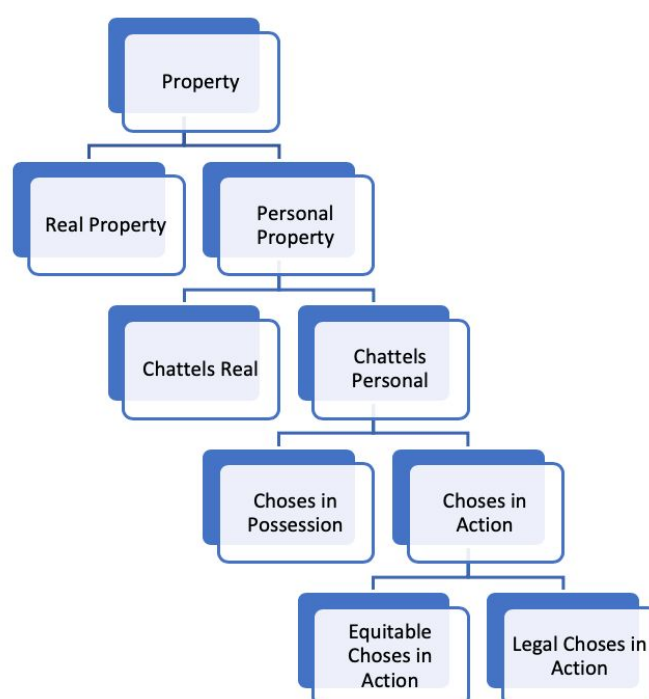 Property
Real Property
Personal
Property
Chattels Real
Chattels
Personal
Choses in
Possession
Choses in
Action
Equitable
Choses in
Action
Legal Choses in
Action